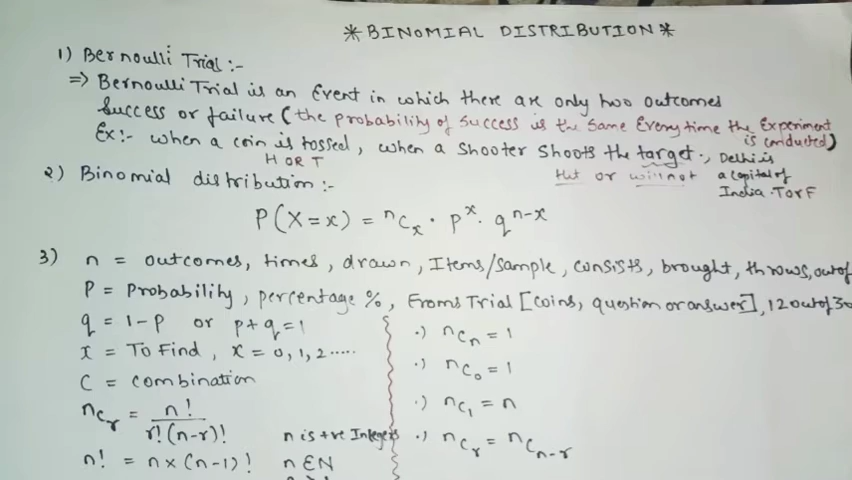 *BINOMIAL DISTRIBUTION*
1) Bernoulli Trial :-
=> Bernoulli Trial is an Event in which there are only two outcomes
Success or failure ( the probability of Success is the same Everytime the Experiment
is conducted)
Ex:- when a coin is tossed, when a Shooter Shoots the target., Delhi is
H OR T
Hit or will not a capital of
India. T or F
2) Binomial distribution :-
P(X=x) = ⁿCₓ · pˣ · qⁿ⁻ˣ
3) n = outcomes, times, drawn, Items/sample, consists, brought, throws, out of
P = Probability, percentage %, From Trial [coins, question or answer], 12 out of 30
q = 1-p or p+q=1
x = To Find, x = 0, 1, 2.....
C = combination
nCr = n! / r!(n-r)!
n is +ve Integers
n! = n×(n-1)! n ∈ N
·) nCn = 1
·) nC0 = 1
·) nC1 = n
·) nCr = nCn-r